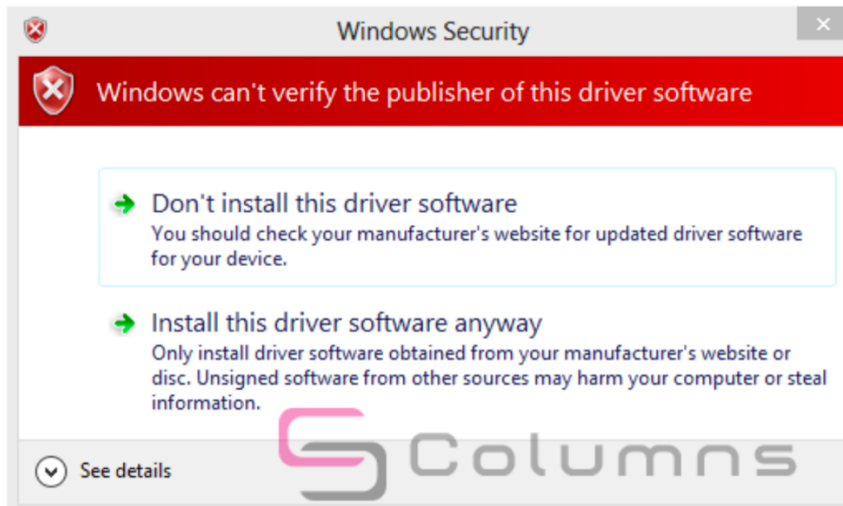 Windows Security
Windows can't verify the publisher of this driver software
Don't install this driver software
You should check your manufacturer's website for updated driver software
for your device.
Install this driver software anyway
Only install driver software obtained from your manufacturer's website or
disc. Unsigned software from other sources may harm your computer or steal
information.
Columns
See details